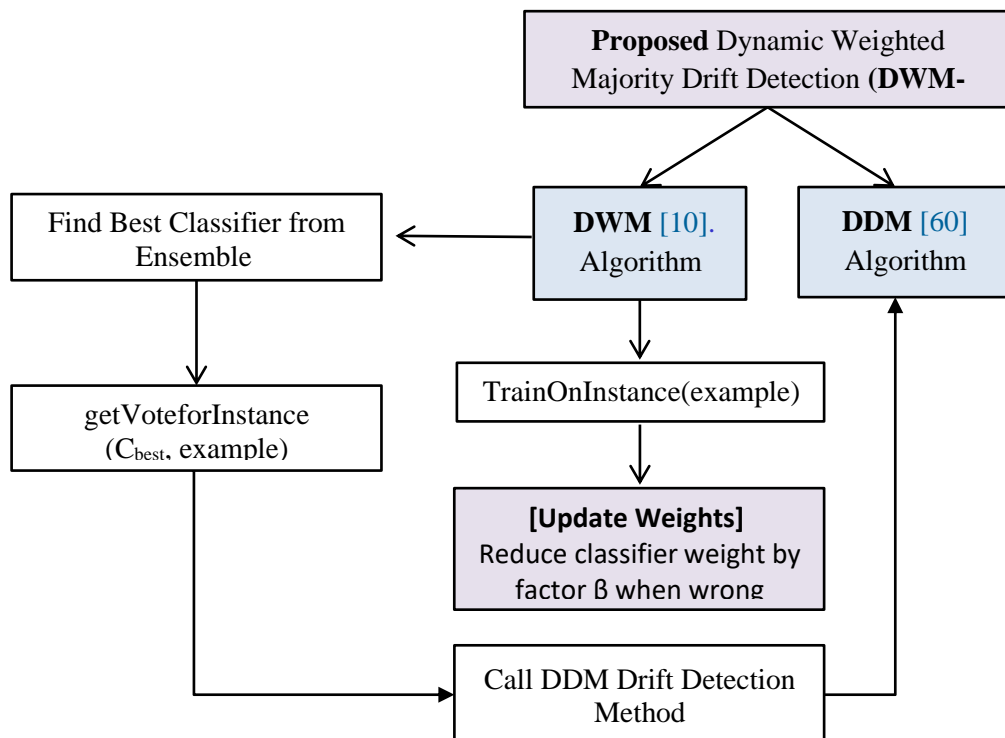 Proposed Dynamic Weighted
Majority Drift Detection (DWM-
Find Best Classifier from
Ensemble
DWM [10].
Algorithm
DDM [60]
Algorithm
getVoteforInstance
(Cbest, example)
TrainOnInstance(example)
[Update Weights]
Reduce classifier weight by
factor β when wrong
Call DDM Drift Detection
Method